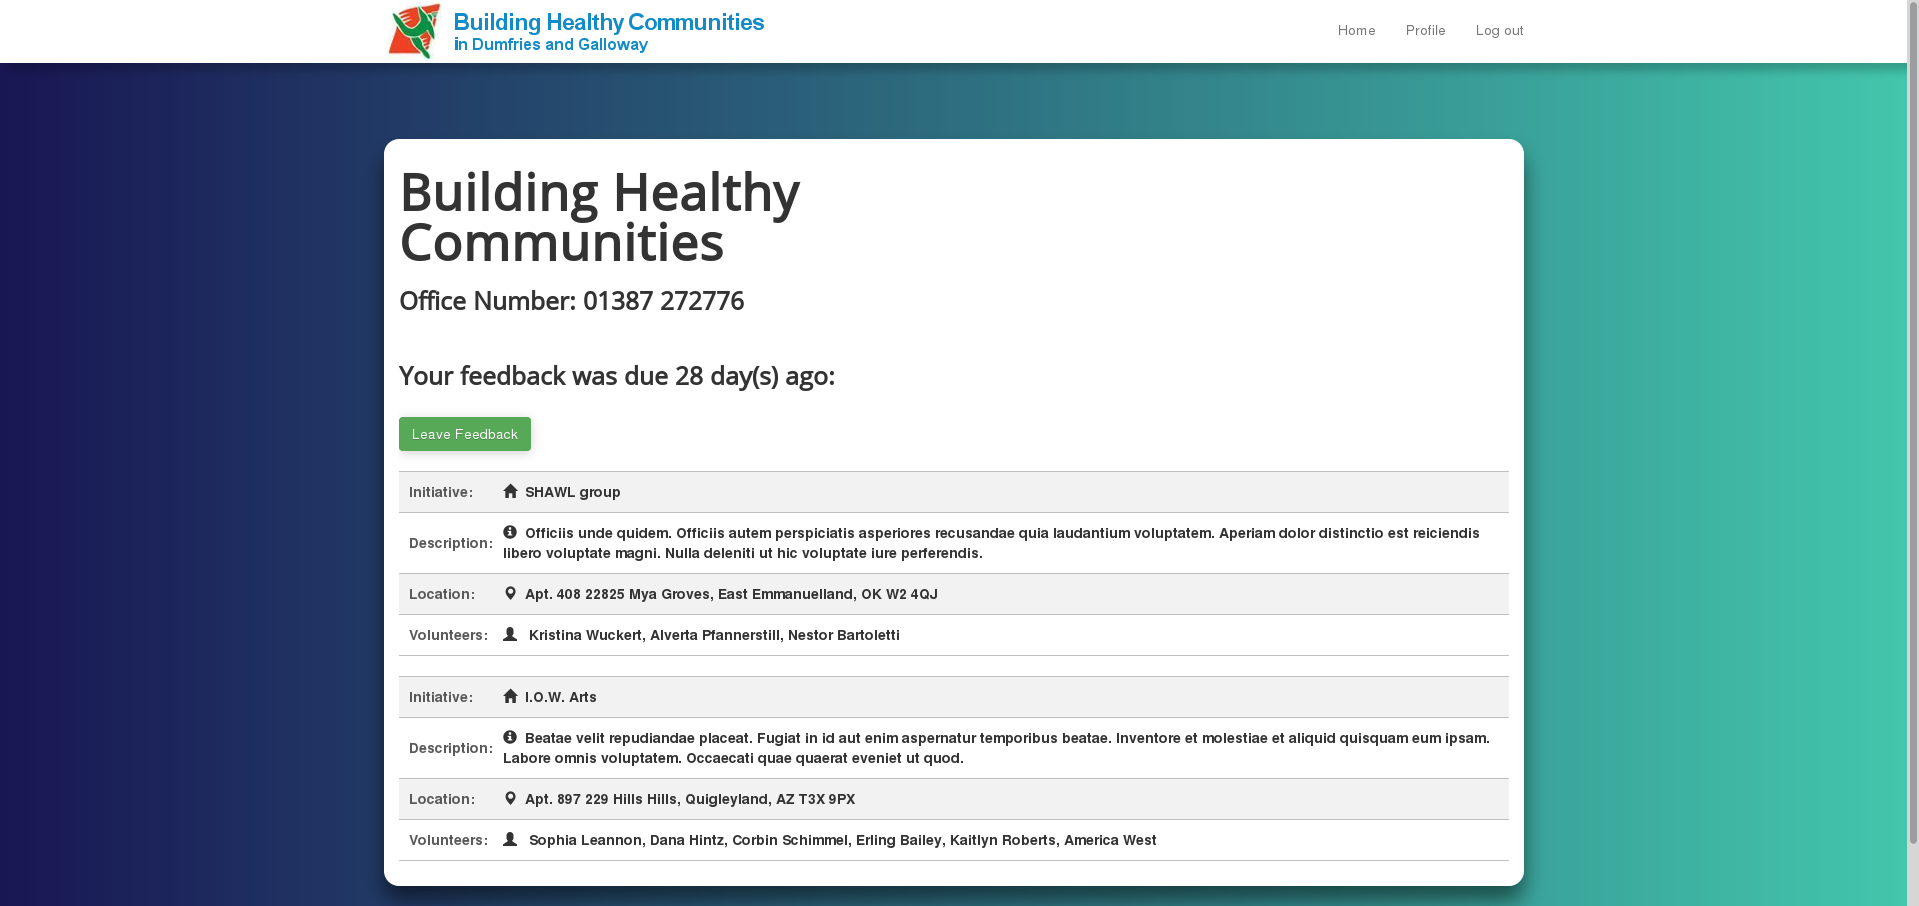 Building Healthy Communities
in Dumfries and Galloway
Home Profile Log out
Building Healthy
Communities
Office Number: 01387 272776
Your feedback was due 28 day(s) ago:
Leave Feedback
Initiative: SHAWL group
Description: Officiis unde quidem. Officiis autem perspiciatis asperiores recusandae quia laudantium voluptatem. Aperiam dolor distinctio est reiciendis
libero voluptate magni. Nulla deleniti ut hic voluptate iure perferendis.
Location: Apt. 408 22825 Mya Groves, East Emmanuelland, OK W2 4QJ
Volunteers: Kristina Wuckert, Alverta Pfannerstill, Nestor Bartoletti
Initiative: I.O.W. Arts
Description: Beatae velit repudiandae placeat. Fugiat in id aut enim aspernatur temporibus beatae. Inventore et molestiae et aliquid quisquam eum ipsam.
Labore omnis voluptatem. Occaecati quae quaerat eveniet ut quod.
Location: Apt. 897 229 Hills Hills, Quigleyland, AZ T3X 9PX
Volunteers: Sophia Leannon, Dana Hintz, Corbin Schimmel, Erling Bailey, Kaitlyn Roberts, America West